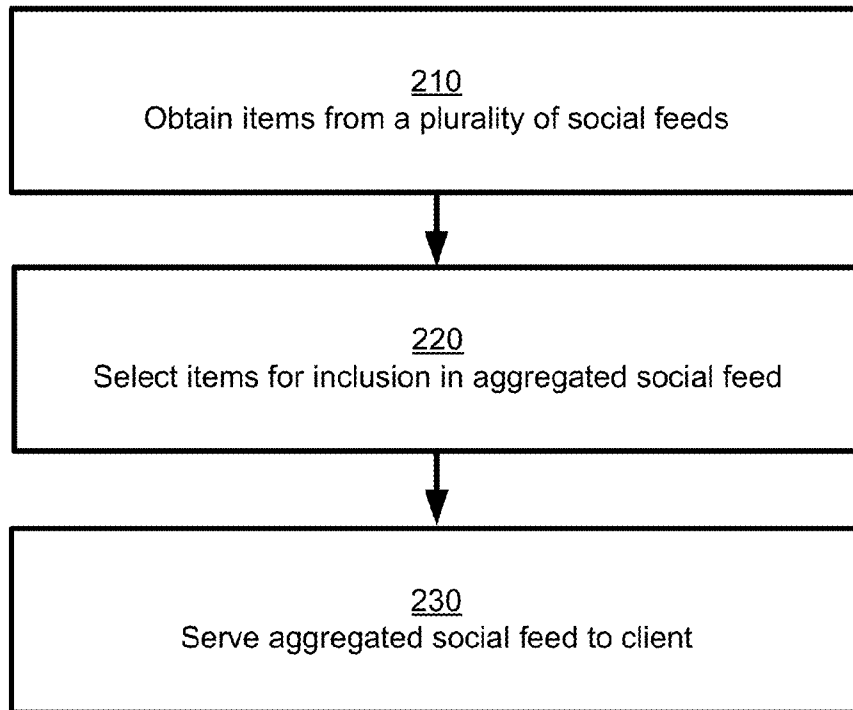 210
Obtain items from a plurality of social feeds
220
Select items for inclusion in aggregated social feed
230
Serve aggregated social feed to client